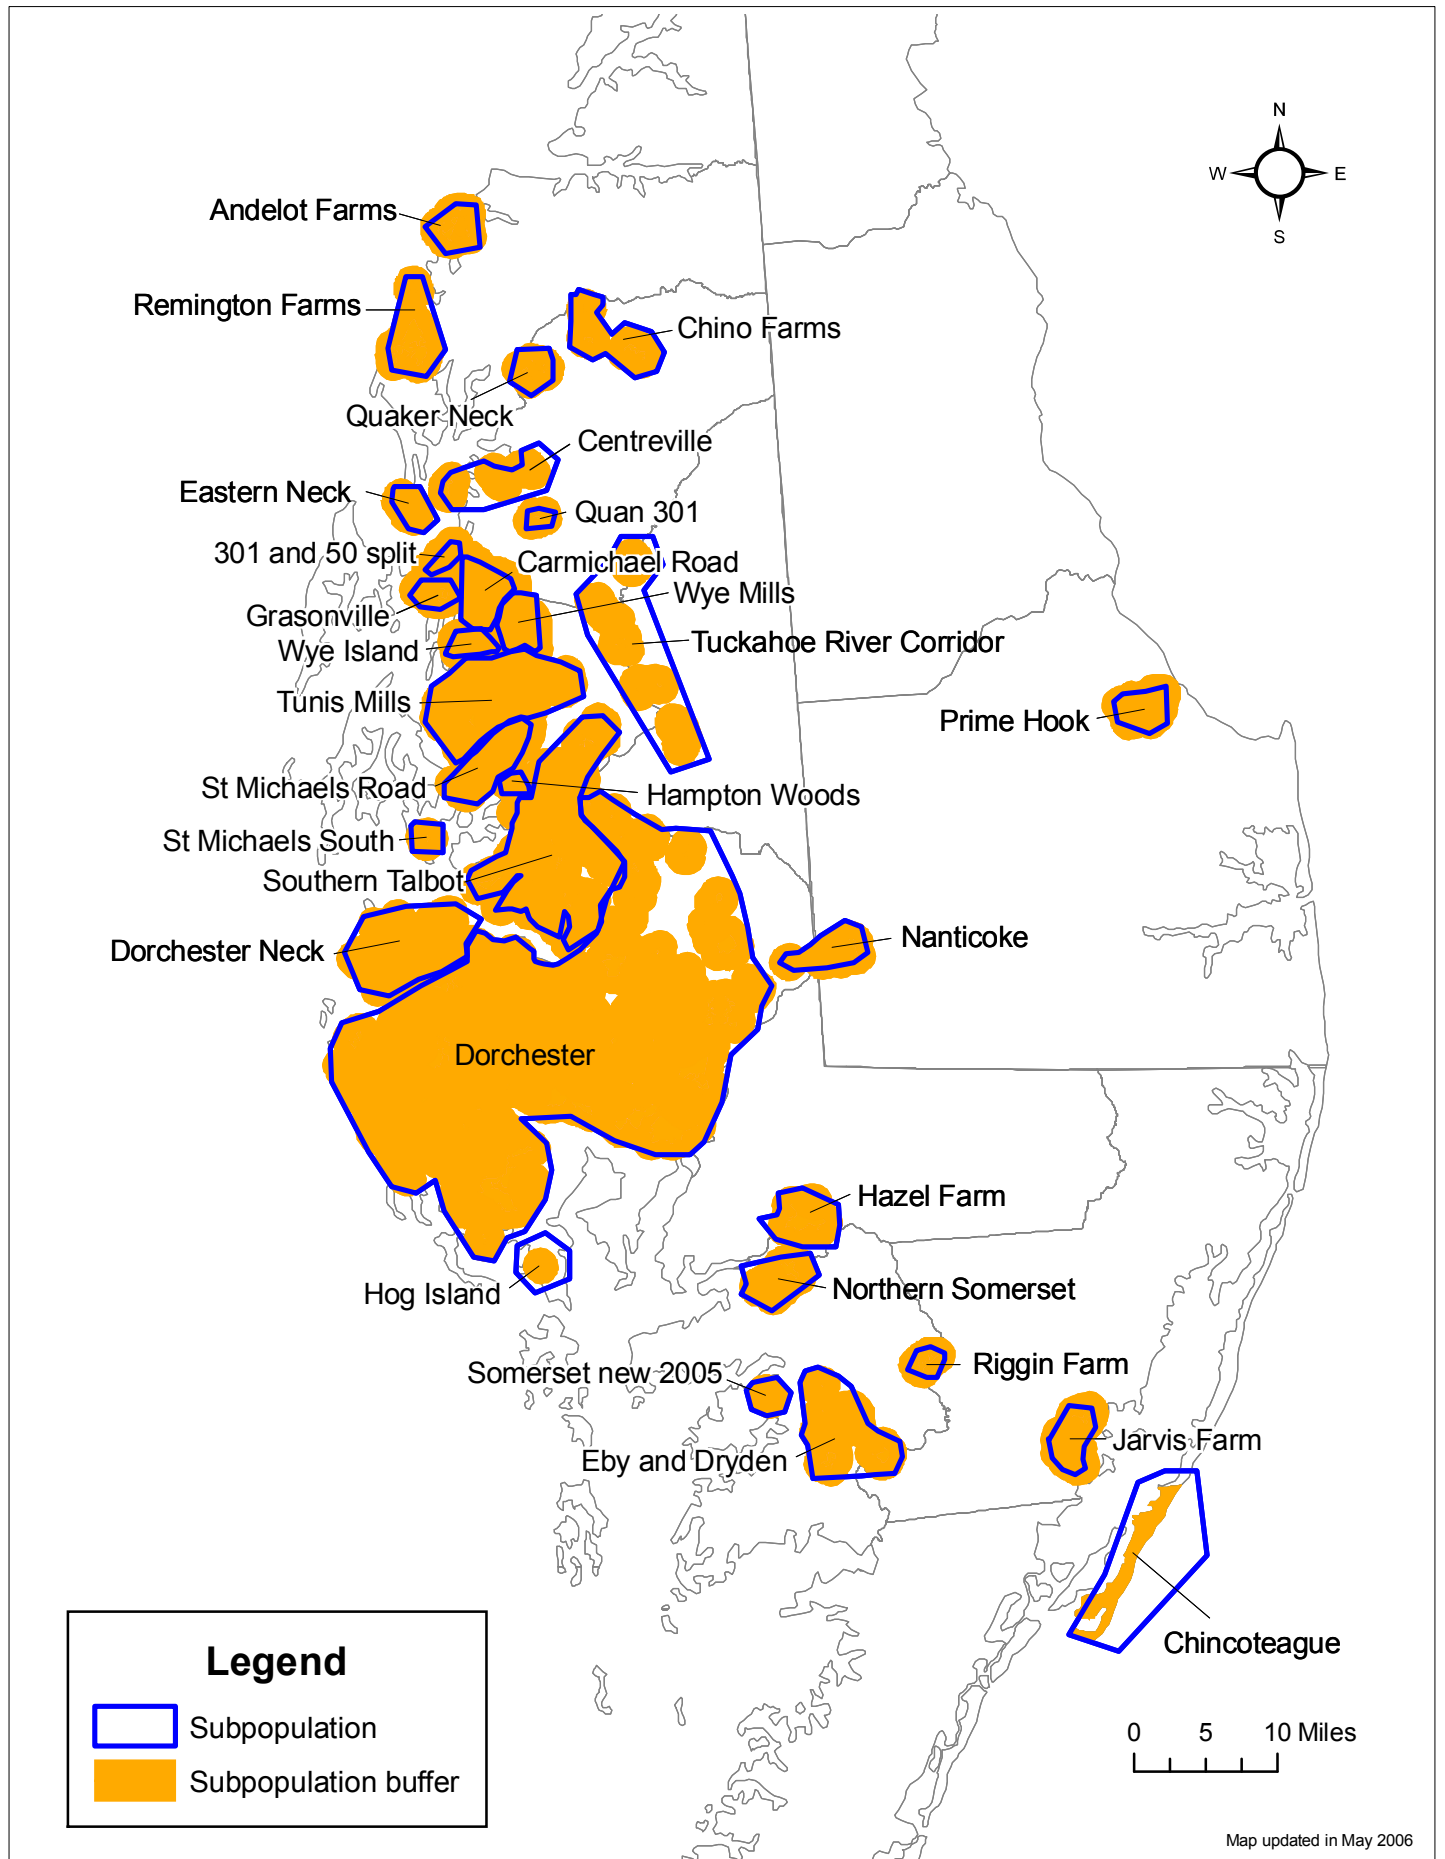 N
W
E
S
Andelot Farms
Remington Farms
Chino Farms
Quaker Neck
Centreville
Eastern Neck
Quan 301
301 and 50 split
Carmichael Road
Wye Mills
Grasonville
Tuckahoe River Corridor
Wye Island
Tunis Mills
Prime Hook
St Michaels Road
Hampton Woods
St Michaels South
Southern Talbot
Nanticoke
Dorchester Neck
Dorchester
Hazel Farm
Hog Island
Northern Somerset
Riggin Farm
Somerset new 2005
Jarvis Farm
Eby and Dryden
Chincoteague
Legend
Subpopulation
Subpopulation buffer
0 5 10 Miles
Map updated in May 2006